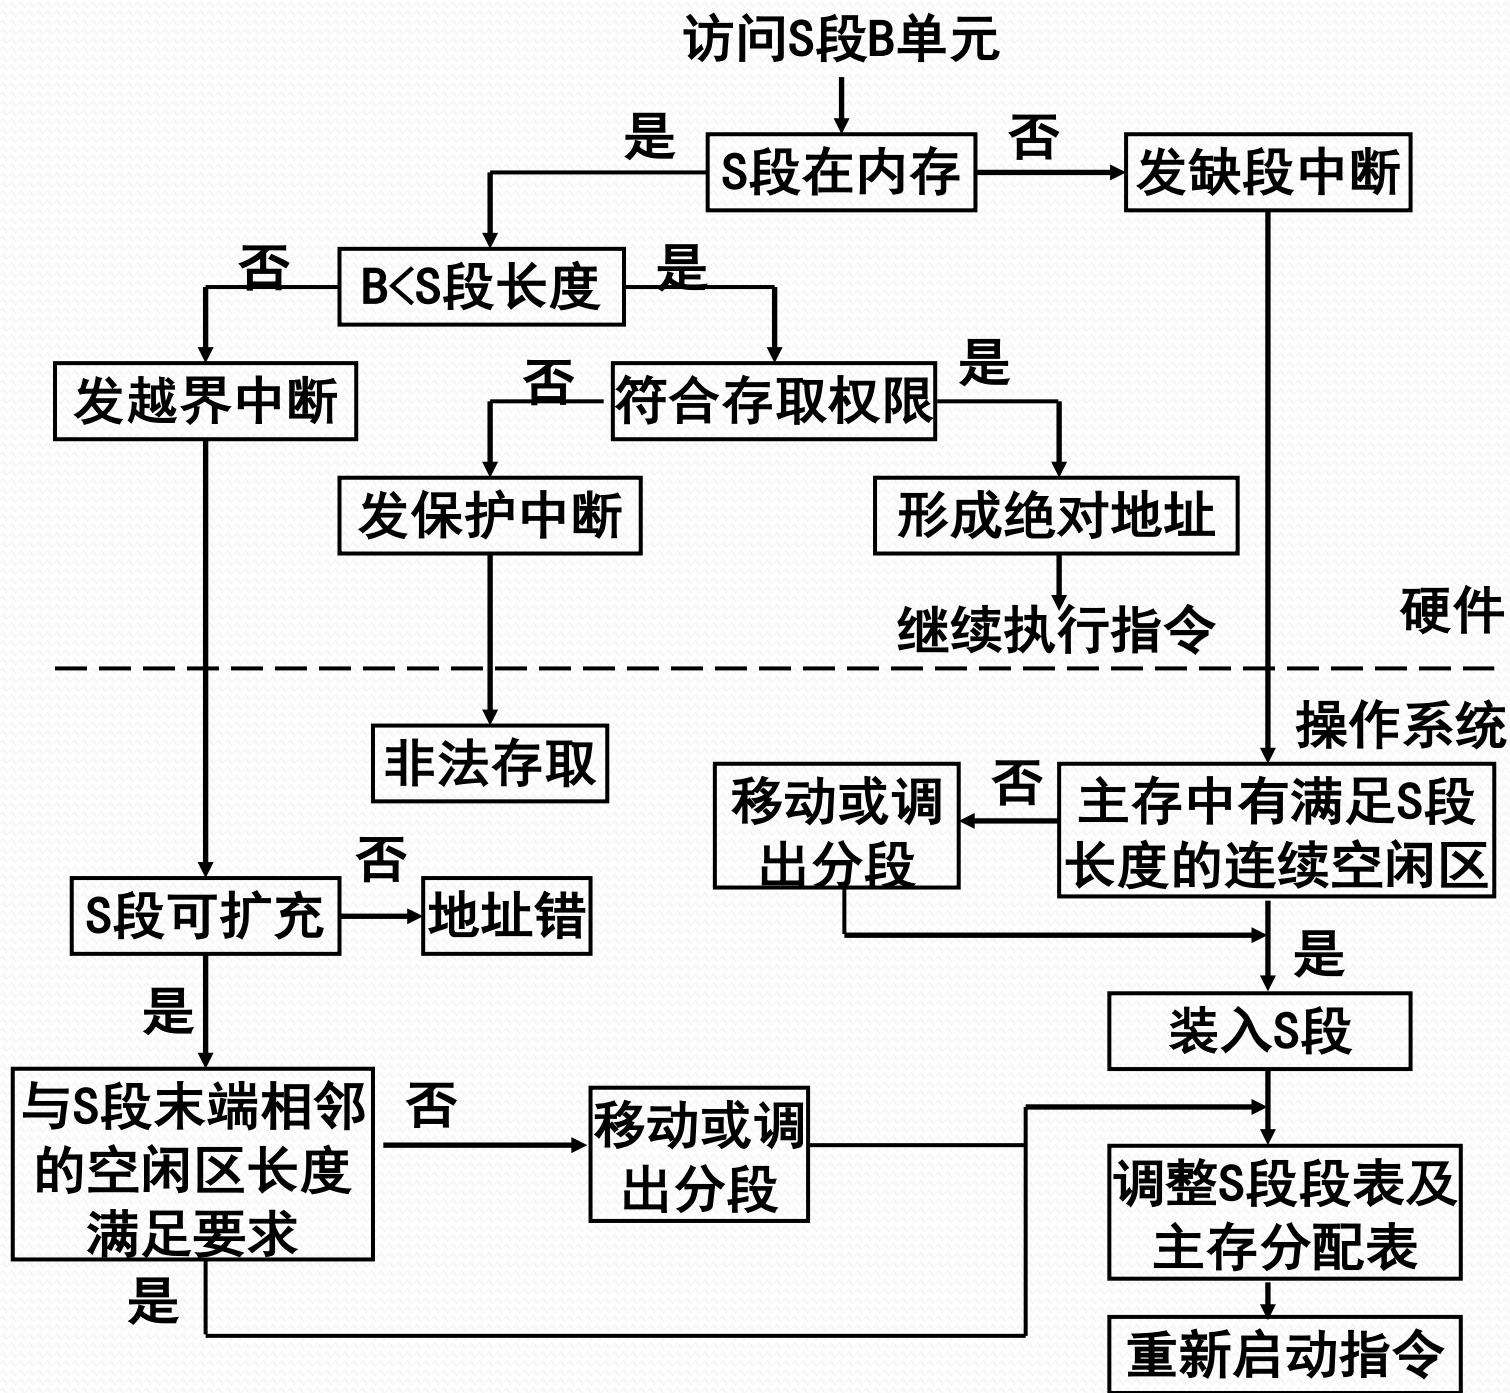 访问S段B单元
是
否
S段在内存
发缺段中断
否
是
B<S段长度
否
是
发越界中断
符合存取权限
发保护中断
形成绝对地址
硬件
继续执行指令
操作系统
非法存取
否
移动或调
出分段
主存中有满足S段
长度的连续空闲区
否
S段可扩充
地址错
是
是
装入S段
与S段末端相邻
的空闲区长度
满足要求
否
移动或调
出分段
调整S段段表及
主存分配表
是
重新启动指令